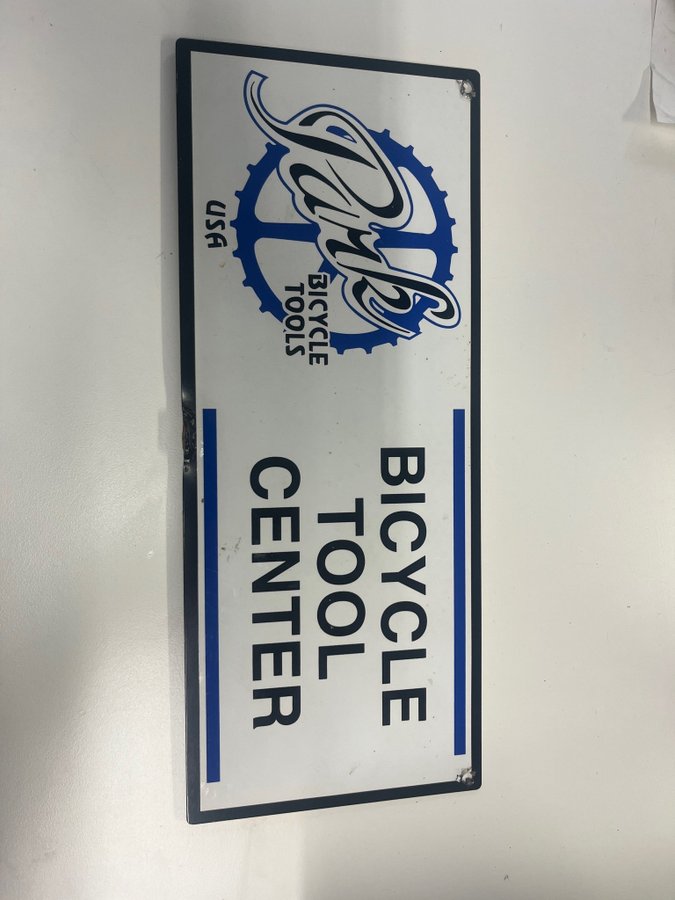 Park
BICYCLE
TOOLS
USA
BICYCLE
TOOL
CENTER